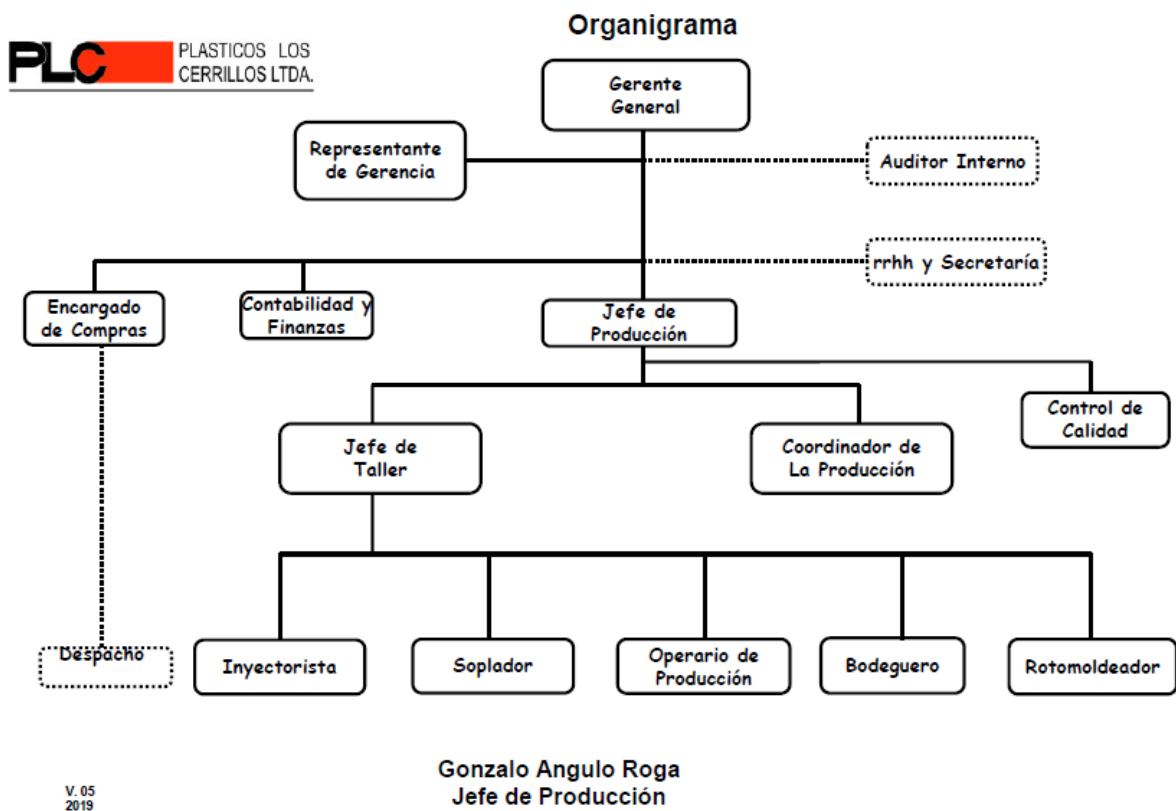 Organigrama
PLC
PLASTICOS LOS
CERRILLOS LTDA.
Gerente
General
Representante
de Gerencia
Auditor Interno
rrhh y Secretaría
Encargado
de Compras
Contabilidad y
Finanzas
Jefe de
Producción
Control de
Calidad
Jefe de
Taller
Coordinador de
La Producción
Despacho
Inyectorista
Soplador
Operario de
Producción
Bodeguero
Rotomoldeador
Gonzalo Angulo Roga
Jefe de Producción
V. 05
2019